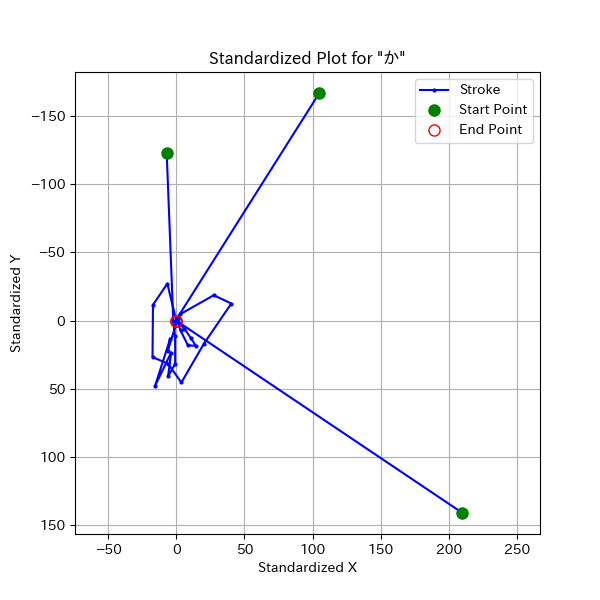 Standardized Plot for "か"
Stroke
Start Point
End Point
−150
−100
−50
0
50
100
150
Standardized Y
−50
0
50
100
150
200
250
Standardized X